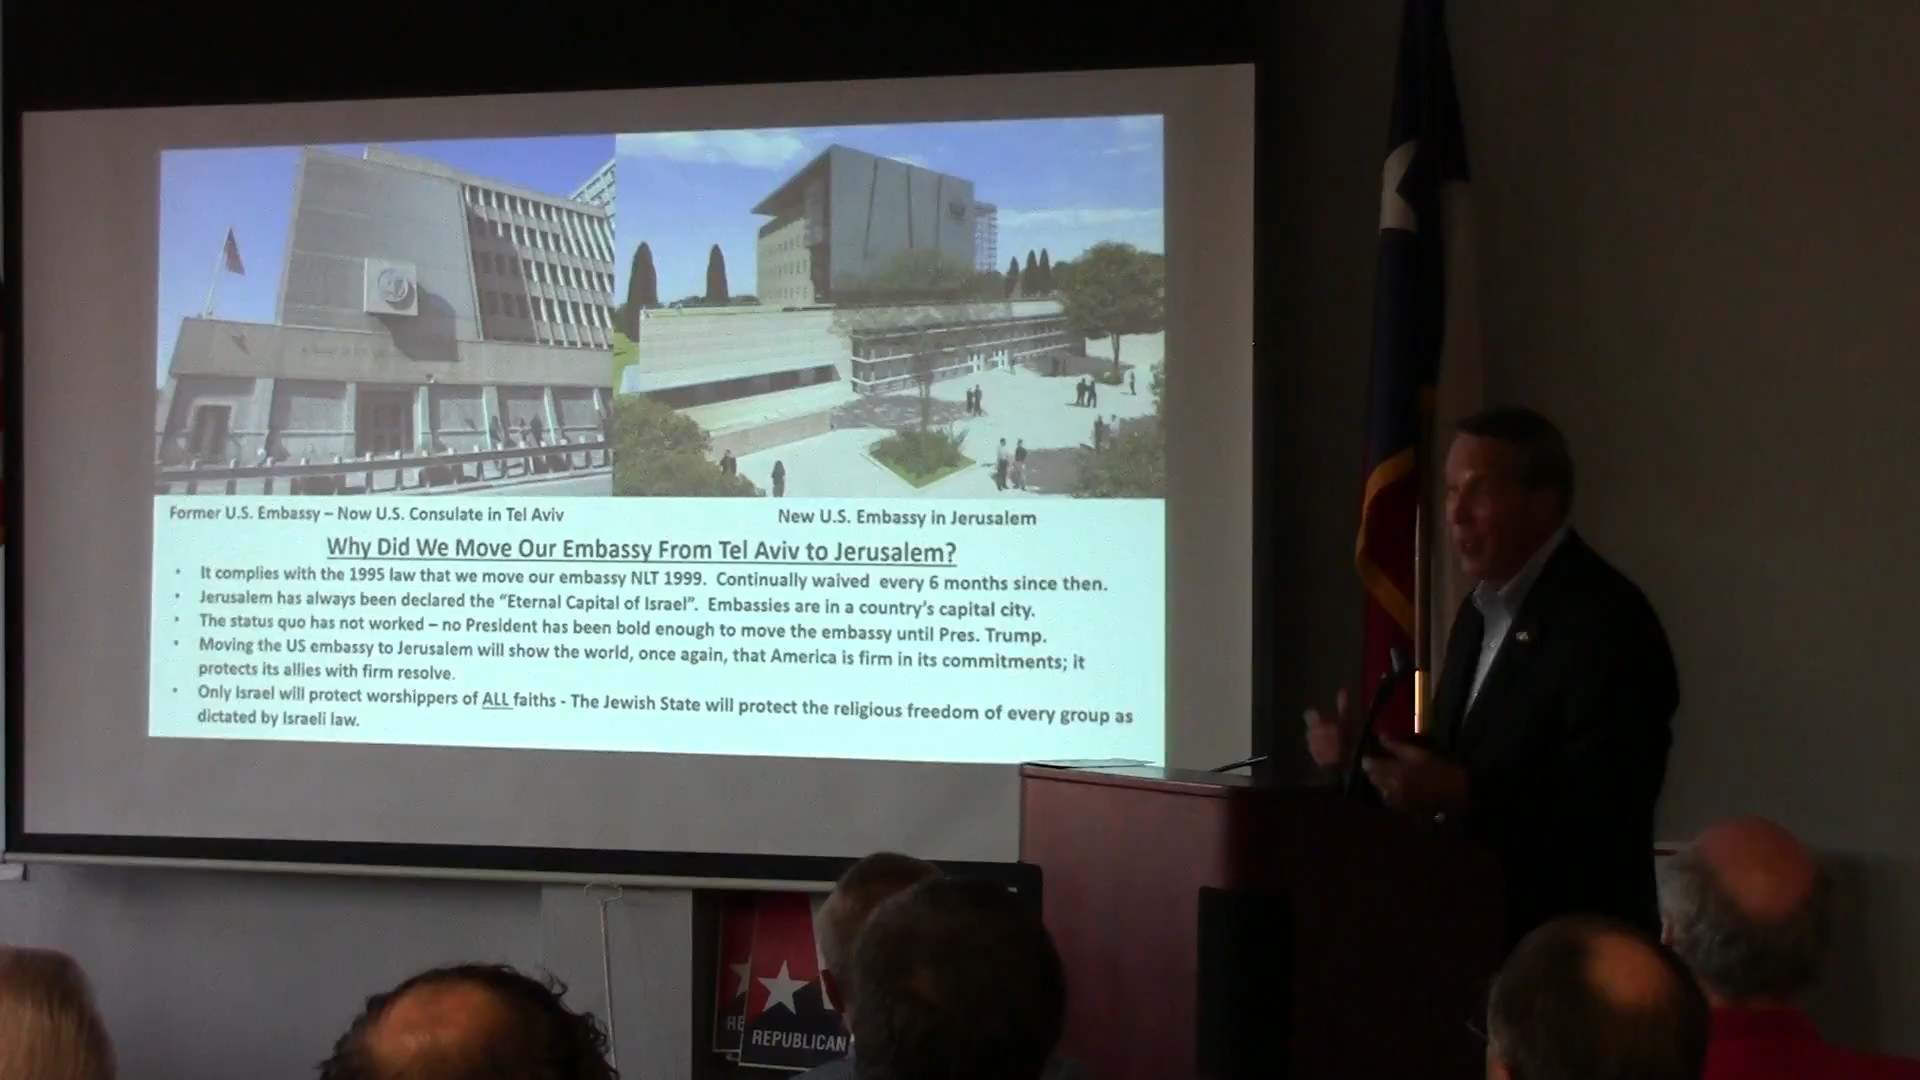 Former U.S. Embassy – Now U.S. Consulate in Tel Aviv
New U.S. Embassy in Jerusalem
Why Did We Move Our Embassy From Tel Aviv to Jerusalem?
• It complies with the 1995 law that we move our embassy NLT 1999. Continually waived every 6 months since then.
• Jerusalem has always been declared the “Eternal Capital of Israel”. Embassies are in a country’s capital city.
• The status quo has not worked – no President has been bold enough to move the embassy until Pres. Trump.
• Moving the US embassy to Jerusalem will show the world, once again, that America is firm in its commitments; it
protects its allies with firm resolve.
• Only Israel will protect worshippers of ALL faiths - The Jewish State will protect the religious freedom of every group as
dictated by Israeli law.
RE
REPUBLICAN